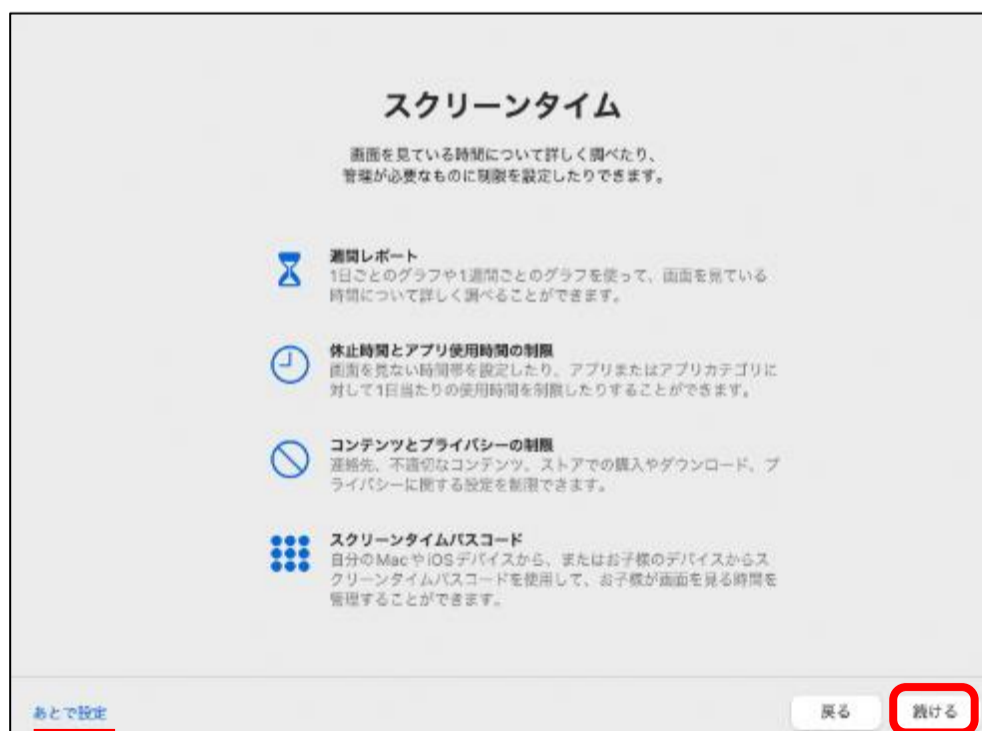 スクリーンタイム
画面を見ている時間について詳しく調べたり、
管理が必要なものに制限を設定したりできます。
週間レポート
1日ごとのグラフや1週間ごとのグラフを使って、画面を見ている
時間について詳しく調べることができます。
休止時間とアプリ使用時間の制限
画面を見ない時間帯を設定したり、アプリまたはアプリカテゴリに
対して1日当たりの使用時間を制限したりすることができます。
コンテンツとプライバシーの制限
連絡先、不適切なコンテンツ、ストアでの購入やダウンロード、プ
ライバシーに関する設定を制限できます。
スクリーンタイムパスコード
自分のMacやiOSデバイスから、またはお子様のデバイスからス
クリーンタイムパスコードを使用して、お子様が画面を見る時間を
管理することができます。
あとで設定
戻る
続ける